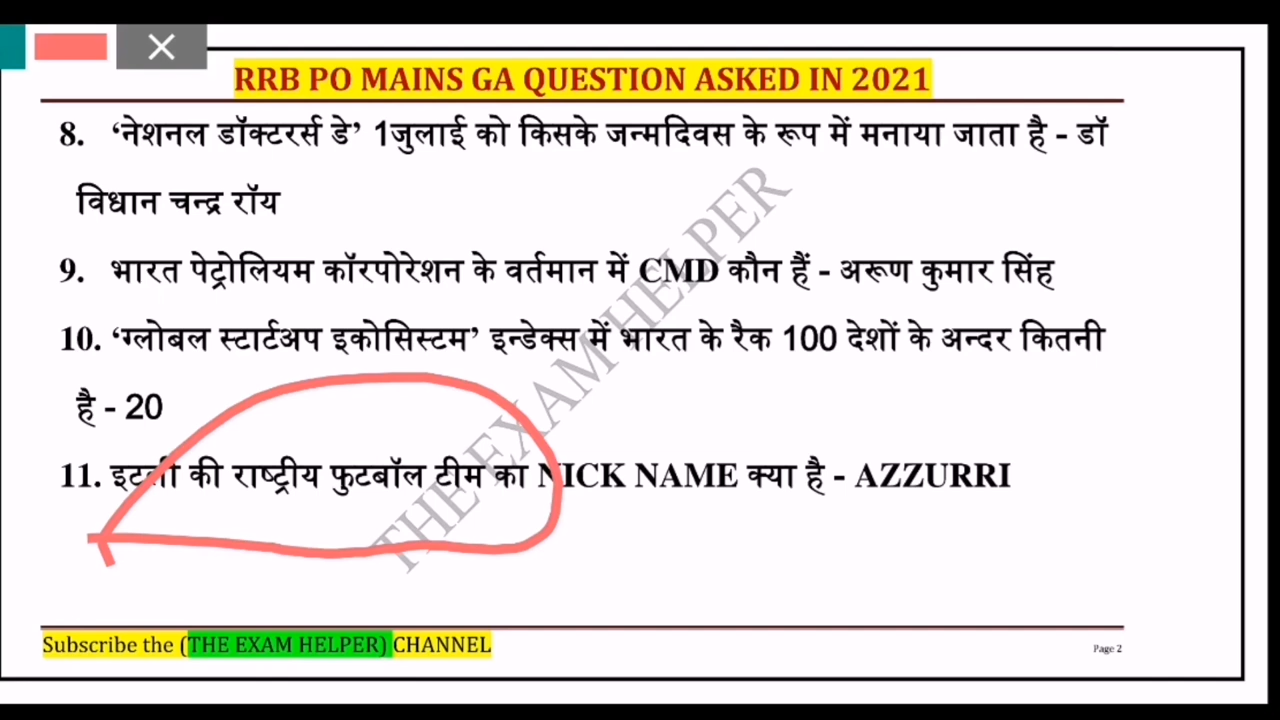 RRB PO MAINS GA QUESTION ASKED IN 2021
8. ‘नेशनल डॉक्टरर्स डे’ 1जुलाई को किसके जन्मदिवस के रूप में मनाया जाता है - डॉ
विधान चन्द्र रॉय
9. भारत पेट्रोलियम कॉरपोरेशन के वर्तमान में CMD कौन हैं - अरूण कुमार सिंह
10. ‘ग्लोबल स्टार्टअप इकोसिस्टम’ इन्डेक्स में भारत के रैक 100 देशों के अन्दर कितनी
है - 20
11. इटली की राष्ट्रीय फुटबॉल टीम का NICK NAME क्या है - AZZURRI
THE EXAM HELPER
Subscribe the (THE EXAM HELPER) CHANNEL
Page 2